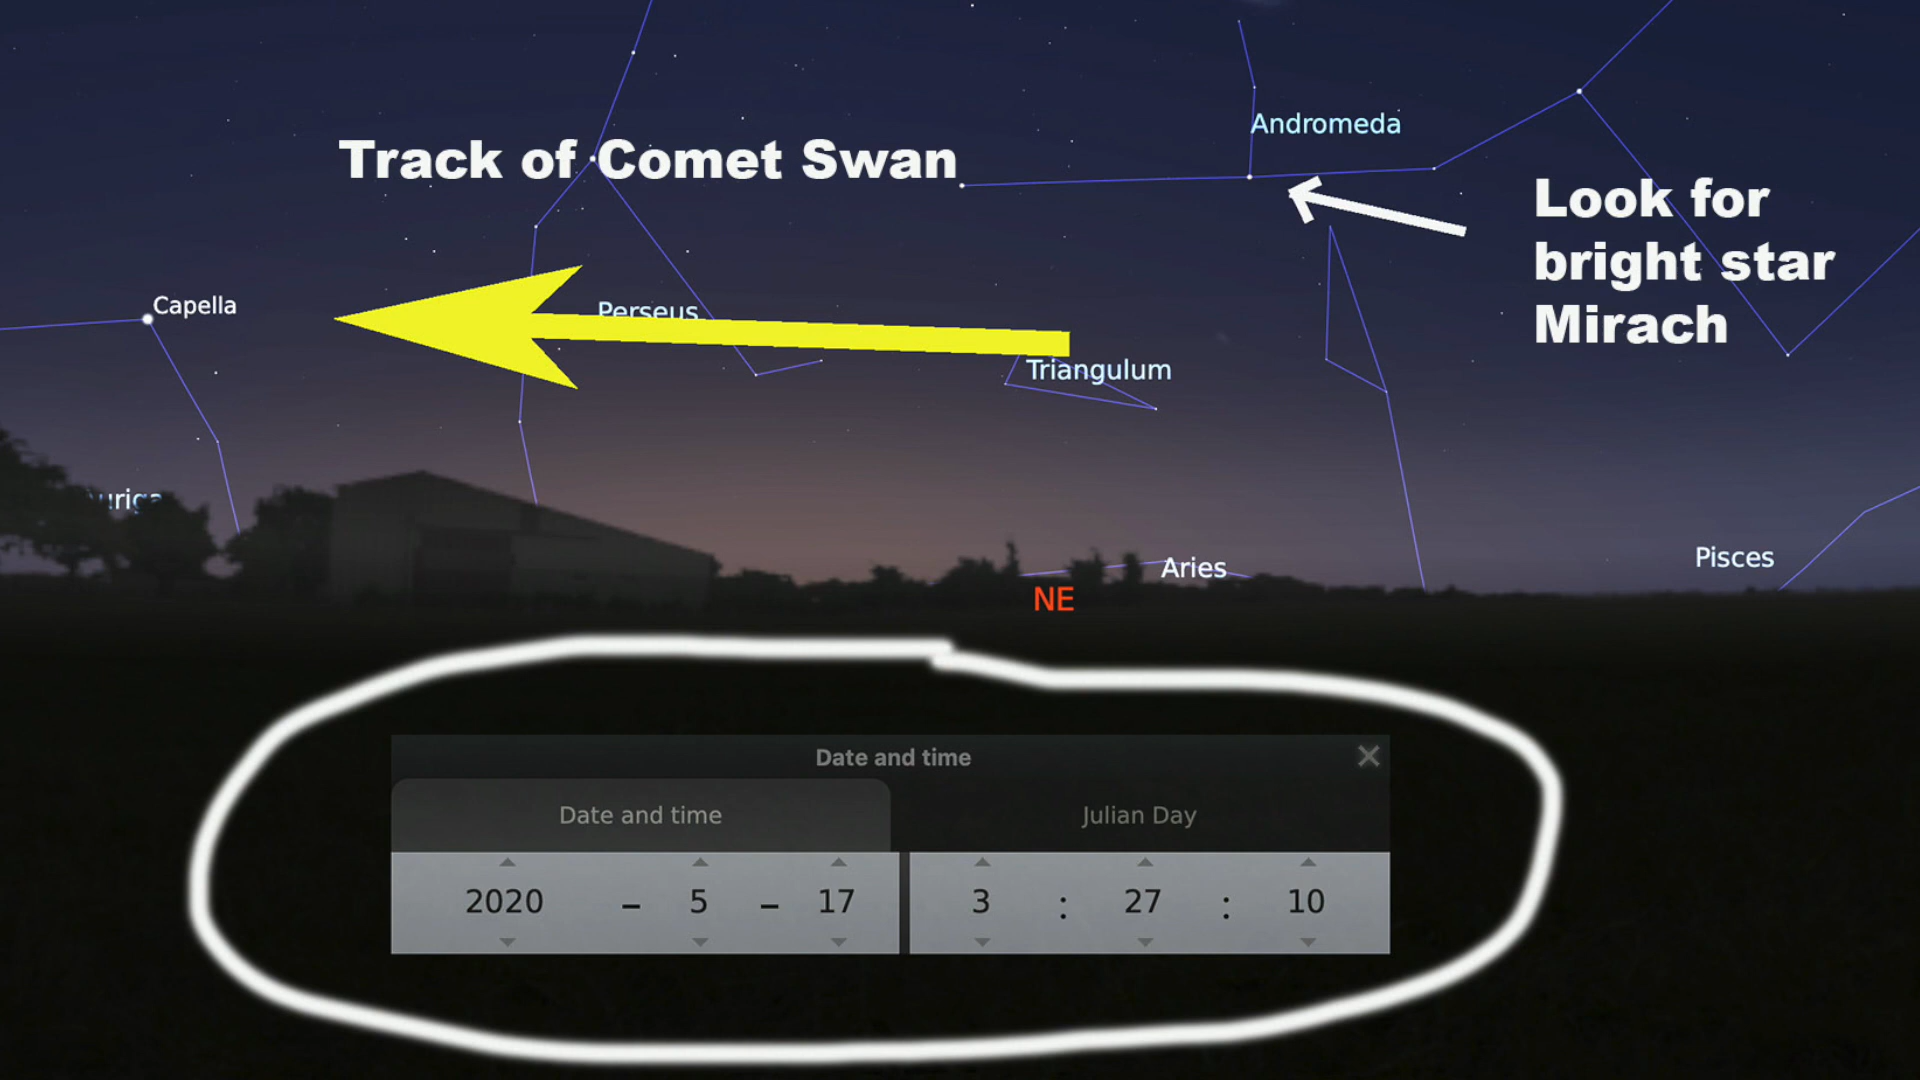 Andromeda
Track of Comet Swan
Look for
bright star
Mirach
Capella
Perseus
Triangulum
Pisces
Aries
NE
Date and time
Date and time
Julian Day
2020 – 5 – 17 3 : 27 : 10